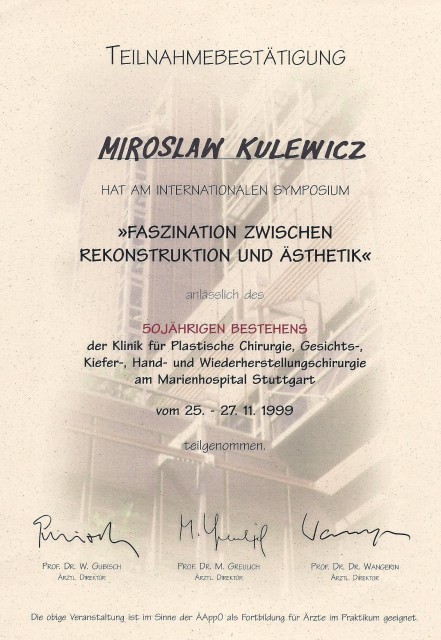 TEILNAHMEBESTÄTIGUNG
MIROSLAW KULEWICZ
HAT AM INTERNATIONALEN SYMPOSIUM
»FASZINATION ZWISCHEN
REKONSTRUKTION UND ÄSTHETIK«
anlässlich des
50JÄHRIGEN BESTEHENS
der Klinik für Plastische Chirurgie, Gesichts-,
Kiefer-, Hand- und Wiederherstellungschirurgie
am Marienhospital Stuttgart
vom 25. - 27. 11. 1999
teilgenommen.
PROF. DR. W. GUBISCH PROF. DR. M. GREULICH PROF. DR. DR. WANGERIN
ÄRZTL. DIREKTOR ÄRZTL. DIREKTOR ÄRZTL. DIREKTOR
Die obige Veranstaltung ist im Sinne der ÄAppO als Fortbildung für Ärzte im Praktikum geeignet.